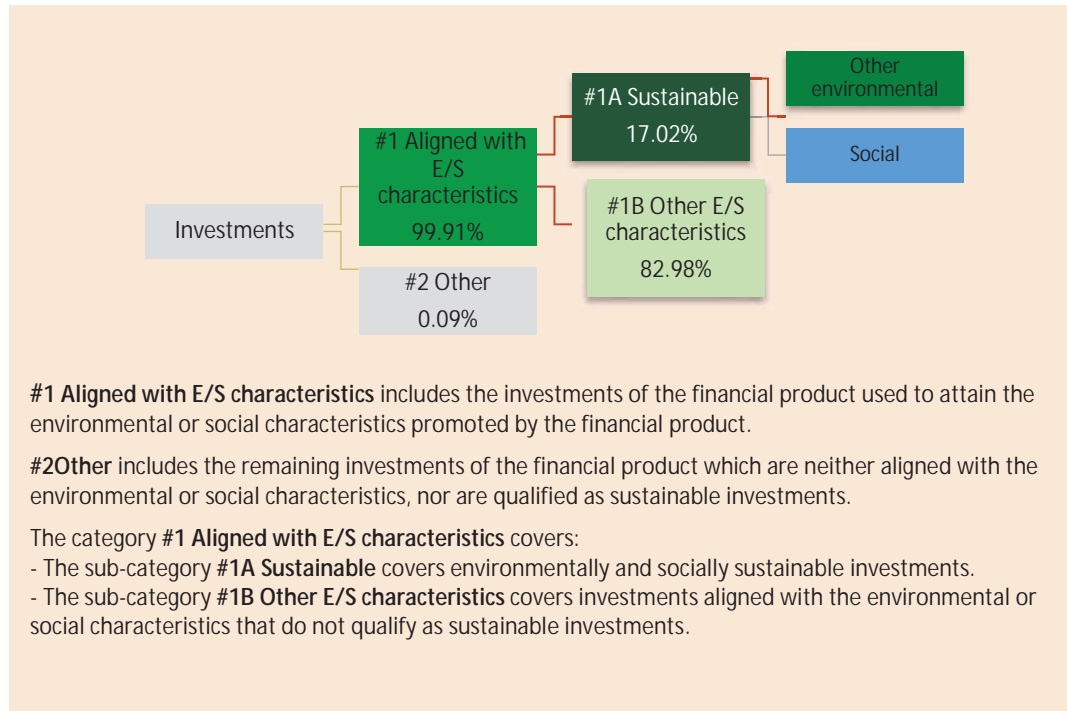 Investments
#1 Aligned with
E/S
characteristics
99.91%
#2 Other
0.09%
#1A Sustainable
17.02%
#1B Other E/S
characteristics
82.98%
Other
environmental
Social
#1 Aligned with E/S characteristics includes the investments of the financial product used to attain the
environmental or social characteristics promoted by the financial product.
#2Other includes the remaining investments of the financial product which are neither aligned with the
environmental or social characteristics, nor are qualified as sustainable investments.
The category #1 Aligned with E/S characteristics covers:
- The sub-category #1A Sustainable covers environmentally and socially sustainable investments.
- The sub-category #1B Other E/S characteristics covers investments aligned with the environmental or
social characteristics that do not qualify as sustainable investments.